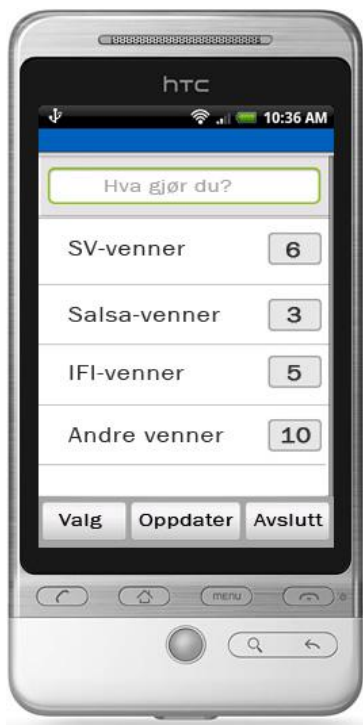 hTC
10:36 AM
Hva gjør du?
SV-venner 6
Salsa-venner 3
IFI-venner 5
Andre venner 10
Valg Oppdater Avslutt
MENU